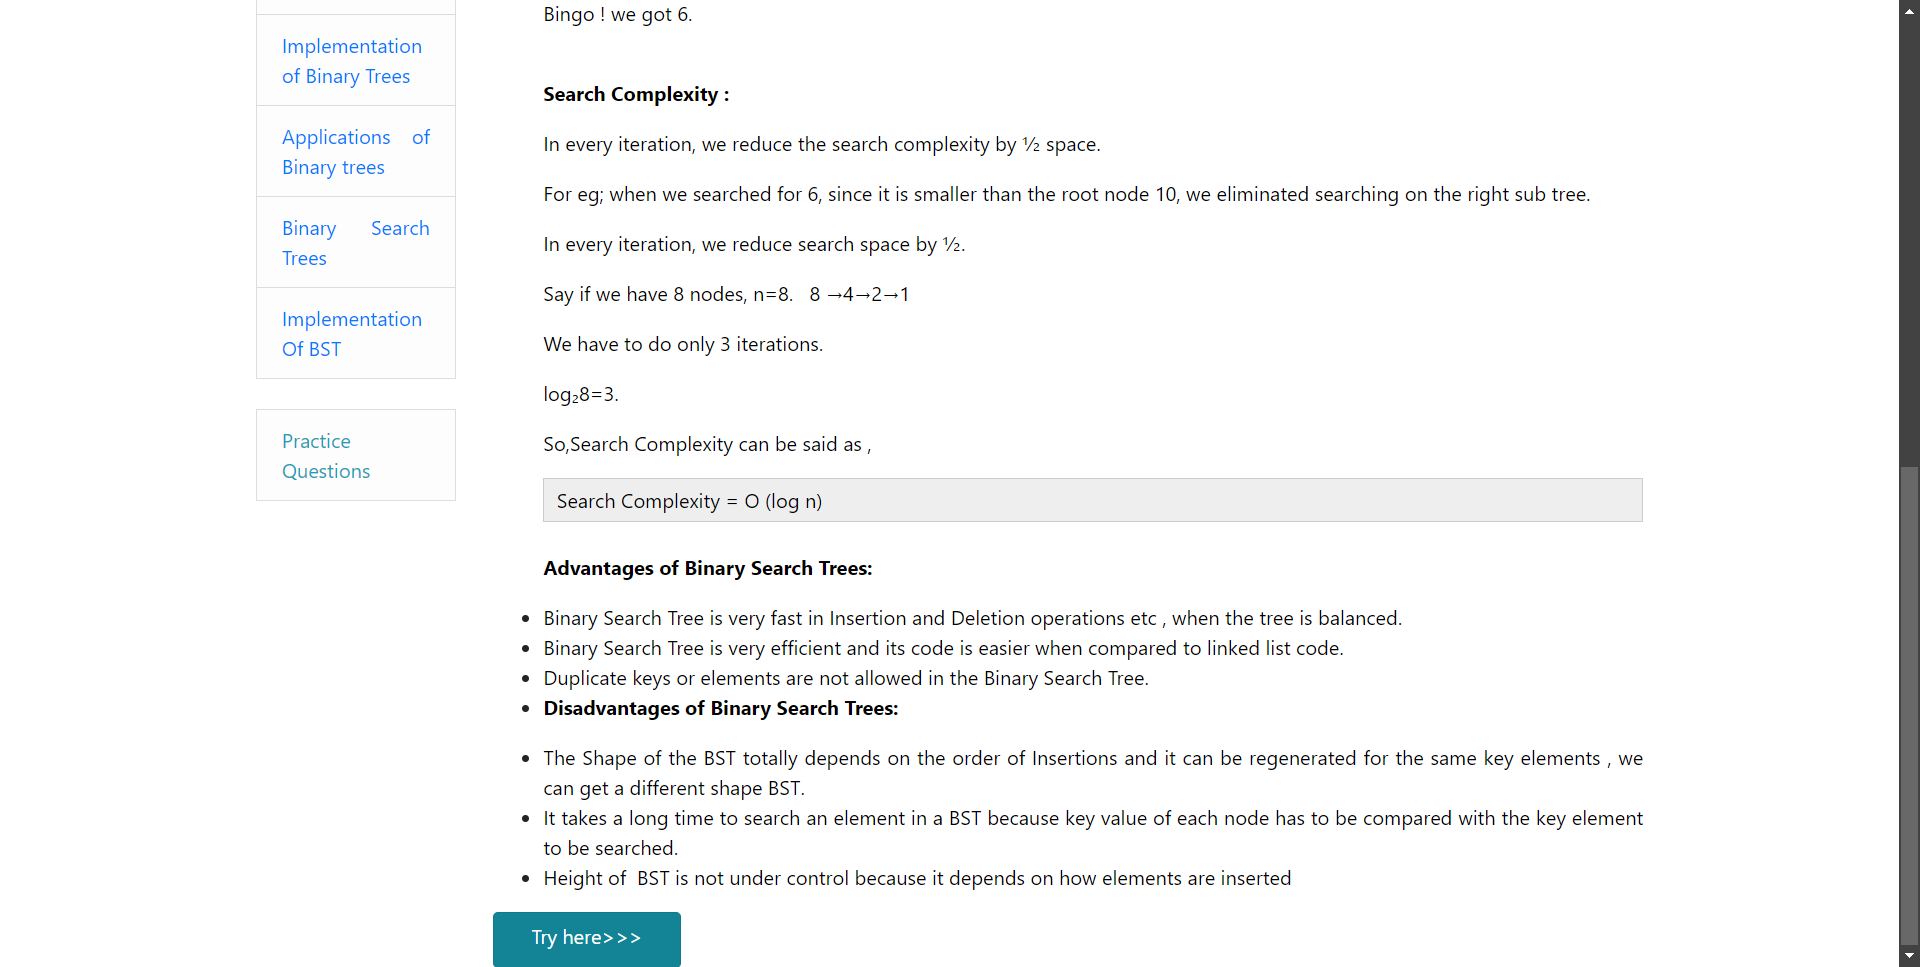 Implementation
of Binary Trees
Applications of
Binary trees
Binary Search
Trees
Implementation
Of BST
Practice
Questions
Bingo ! we got 6.
Search Complexity :
In every iteration, we reduce the search complexity by ½ space.
For eg; when we searched for 6, since it is smaller than the root node 10, we eliminated searching on the right sub tree.
In every iteration, we reduce search space by ½.
Say if we have 8 nodes, n=8.   8 →4→2→1
We have to do only 3 iterations.
log₂8=3.
So,Search Complexity can be said as ,
Search Complexity = O (log n)
Advantages of Binary Search Trees:
• Binary Search Tree is very fast in Insertion and Deletion operations etc , when the tree is balanced.
• Binary Search Tree is very efficient and its code is easier when compared to linked list code.
• Duplicate keys or elements are not allowed in the Binary Search Tree.
• Disadvantages of Binary Search Trees:
• The Shape of the BST totally depends on the order of Insertions and it can be regenerated for the same key elements , we
can get a different shape BST.
• It takes a long time to search an element in a BST because key value of each node has to be compared with the key element
to be searched.
• Height of  BST is not under control because it depends on how elements are inserted
Try here>>>